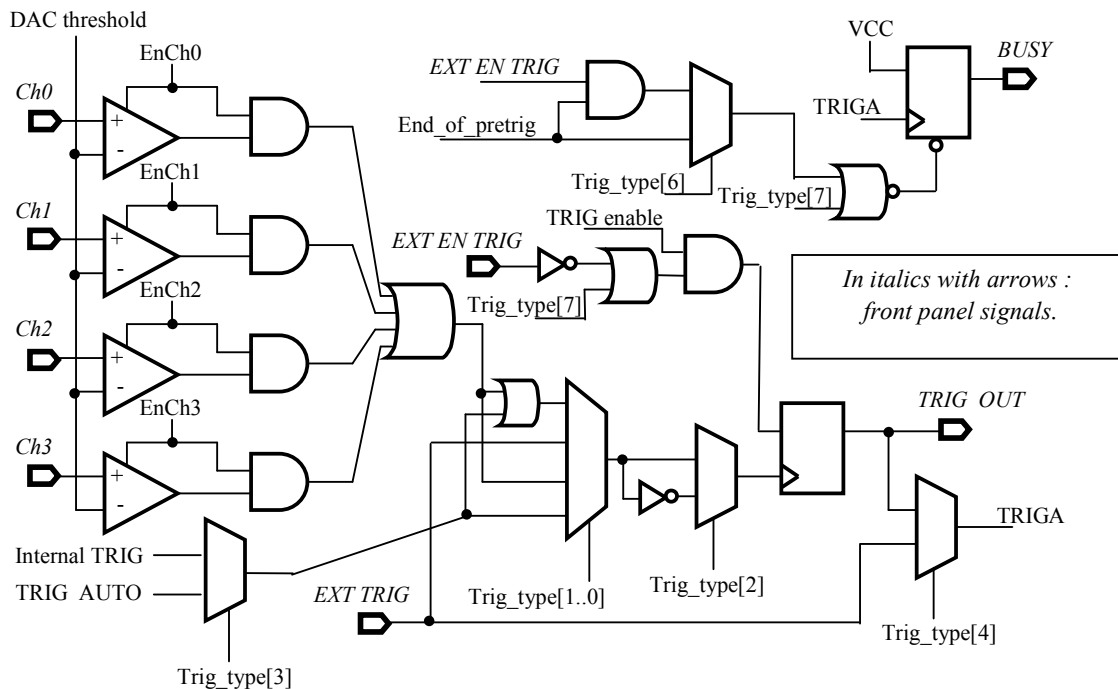 DAC threshold
EnCh0
Ch0
+
-
EnCh1
Ch1
+
-
EnCh2
Ch2
+
-
EnCh3
Ch3
+
-
Internal TRIG
TRIG AUTO
Trig_type[3]
EXT EN TRIG
End_of_pretrig
Trig_type[6]
VCC
BUSY
TRIGA
Trig_type[7]
TRIG enable
EXT EN TRIG
Trig_type[7]
In italics with arrows :
front panel signals.
TRIG OUT
TRIGA
EXT TRIG
Trig_type[1..0]
Trig_type[2]
Trig_type[4]